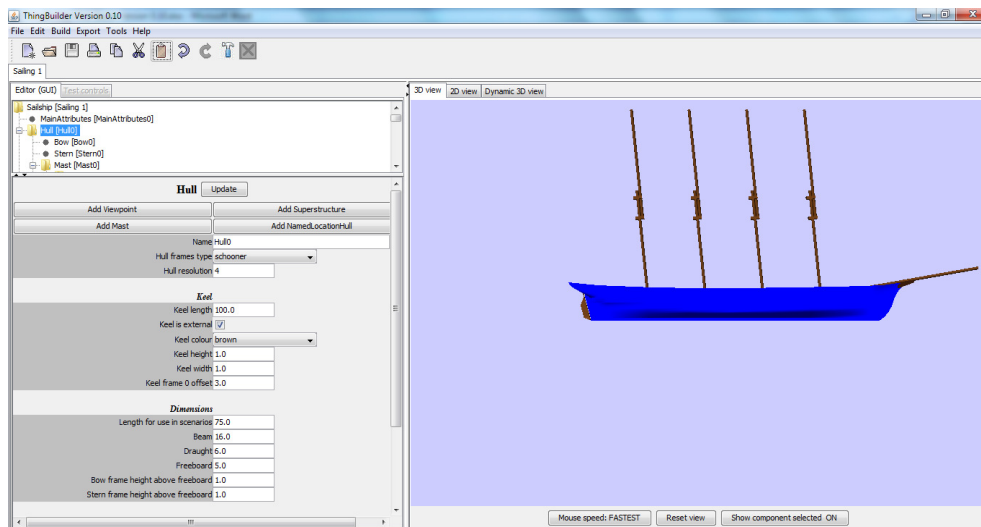 ThingBuilder Version 0.10
File Edit Build Export Tools Help
Sailing 1
Editor (GUI) Test controls
3D view 2D view Dynamic 3D view
Sailship [Sailing 1]
MainAttributes [MainAttributes0]
Hull [Hull0]
Bow [Bow0]
Stern [Stern0]
Mast [Mast0]
Hull Update
Add Viewpoint Add Superstructure
Add Mast Add NamedLocationHull
Name Hull0
Hull frames type schooner
Hull resolution 4
Keel
Keel length 100.0
Keel is external
Keel colour brown
Keel height 1.0
Keel width 1.0
Keel frame 0 offset 3.0
Dimensions
Length for use in scenarios 75.0
Beam 16.0
Draught 6.0
Freeboard 5.0
Bow frame height above freeboard 1.0
Stern frame height above freeboard 1.0
Mouse speed: FASTEST Reset view Show component selected ON